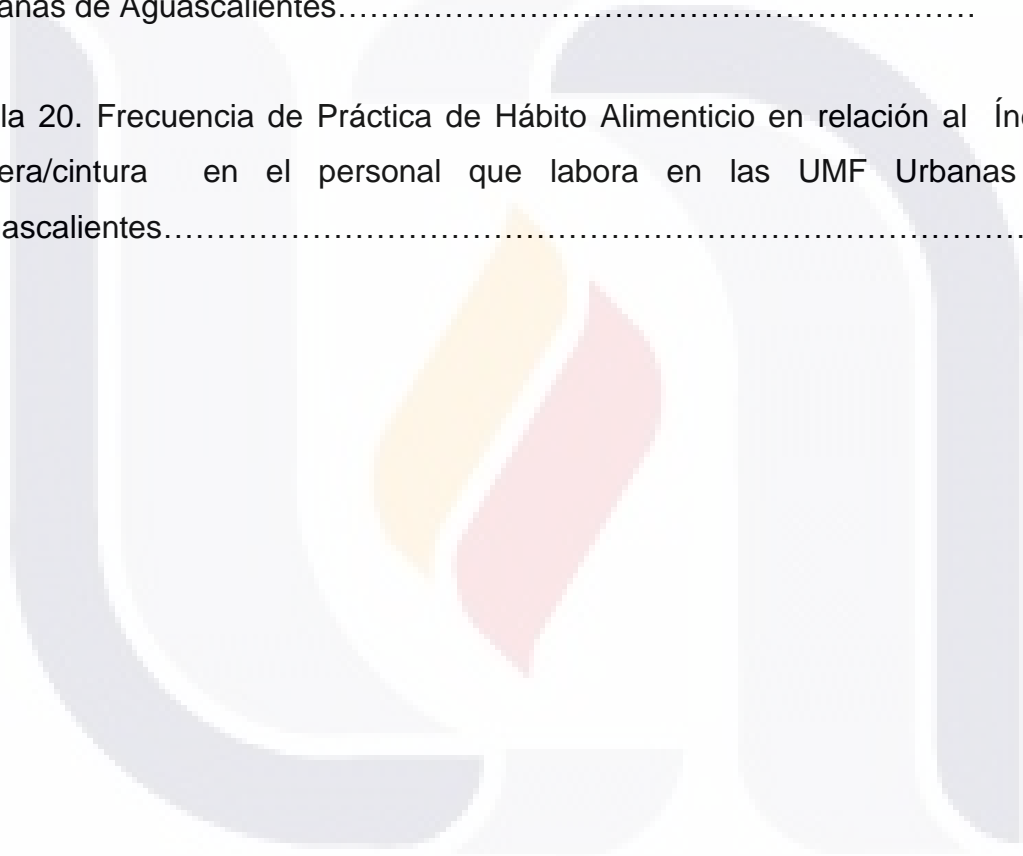 anas de Aguascalientes……………………………………………………
la 20. Frecuencia de Práctica de Hábito Alimenticio en relación al Ín
era/cintura en el personal que labora en las UMF Urbanas
ascalientes……………………………………………………………………………